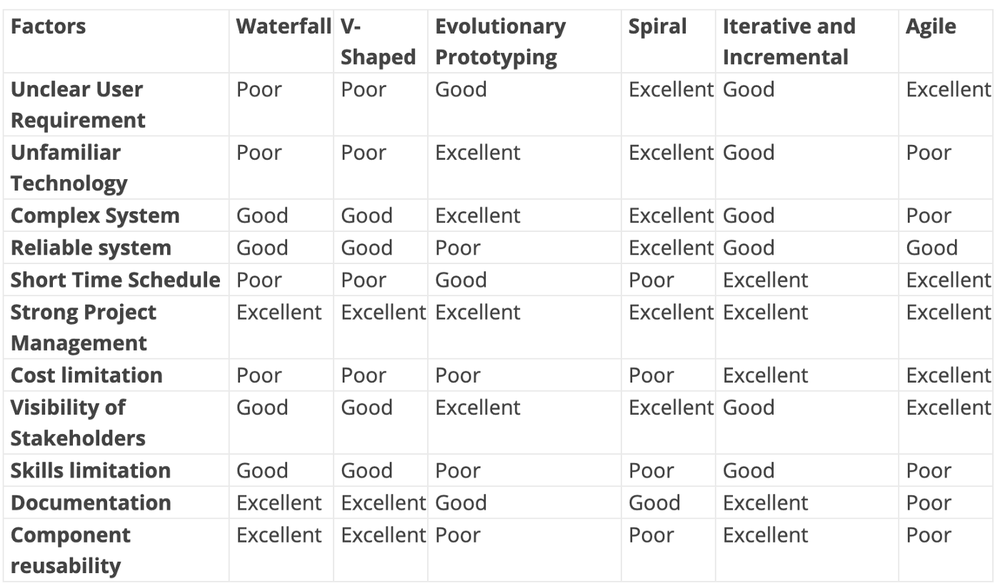 Factors Waterfall V- Evolutionary Spiral Iterative and Agile
Shaped Prototyping Incremental
Unclear User Poor Poor Good Excellent Good Excellent
Requirement
Unfamiliar Poor Poor Excellent Excellent Good Poor
Technology
Complex System Good Good Excellent Excellent Good Poor
Reliable system Good Good Poor Excellent Good Good
Short Time Schedule Poor Poor Good Poor Excellent Excellent
Strong Project Excellent Excellent Excellent Excellent Excellent Excellent
Management
Cost limitation Poor Poor Poor Poor Excellent Excellent
Visibility of Good Good Excellent Excellent Good Excellent
Stakeholders
Skills limitation Good Good Poor Poor Good Poor
Documentation Excellent Excellent Good Good Excellent Poor
Component Excellent Excellent Poor Poor Excellent Poor
reusability